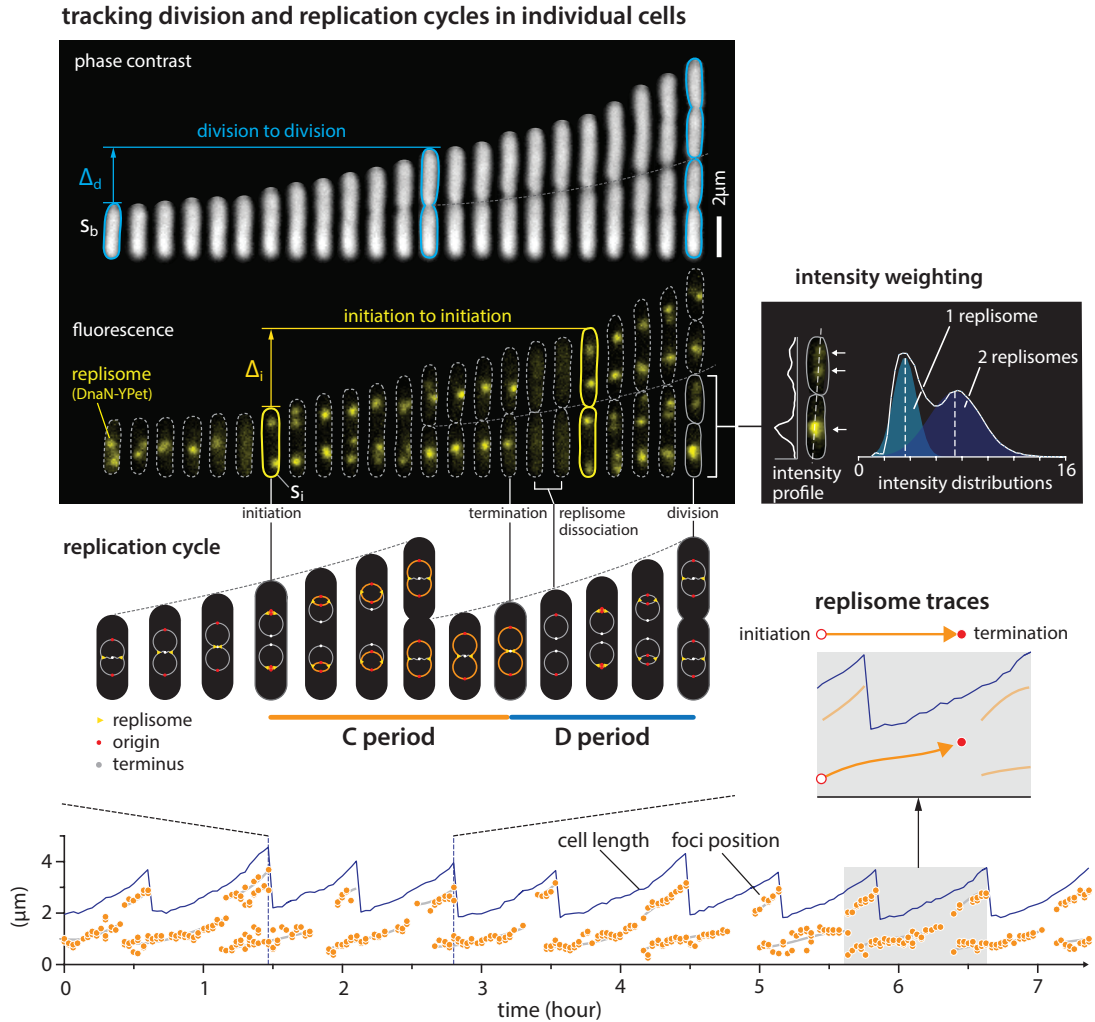 tracking division and replication cycles in individual cells
phase contrast
division to division
Δd
sb
2μm
fluorescence
initiation to initiation
replisome
(DnaN-YPet)
Δi
si
initiation
termination
replisome
dissociation
division
intensity weighting
1 replisome
2 replisomes
intensity
profile
0
16
intensity distributions
replication cycle
replisome
origin
terminus
C period
D period
replisome traces
initiation
termination
cell length
foci position
4
2
0
(μm)
0
1
2
3
4
5
6
7
time (hour)